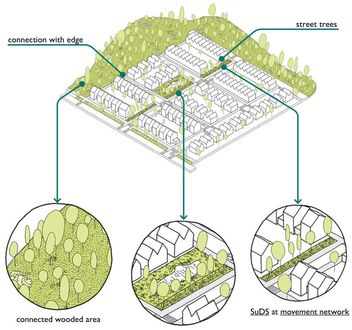 street trees
connection with edge
connected wooded area
SuDS at movement network